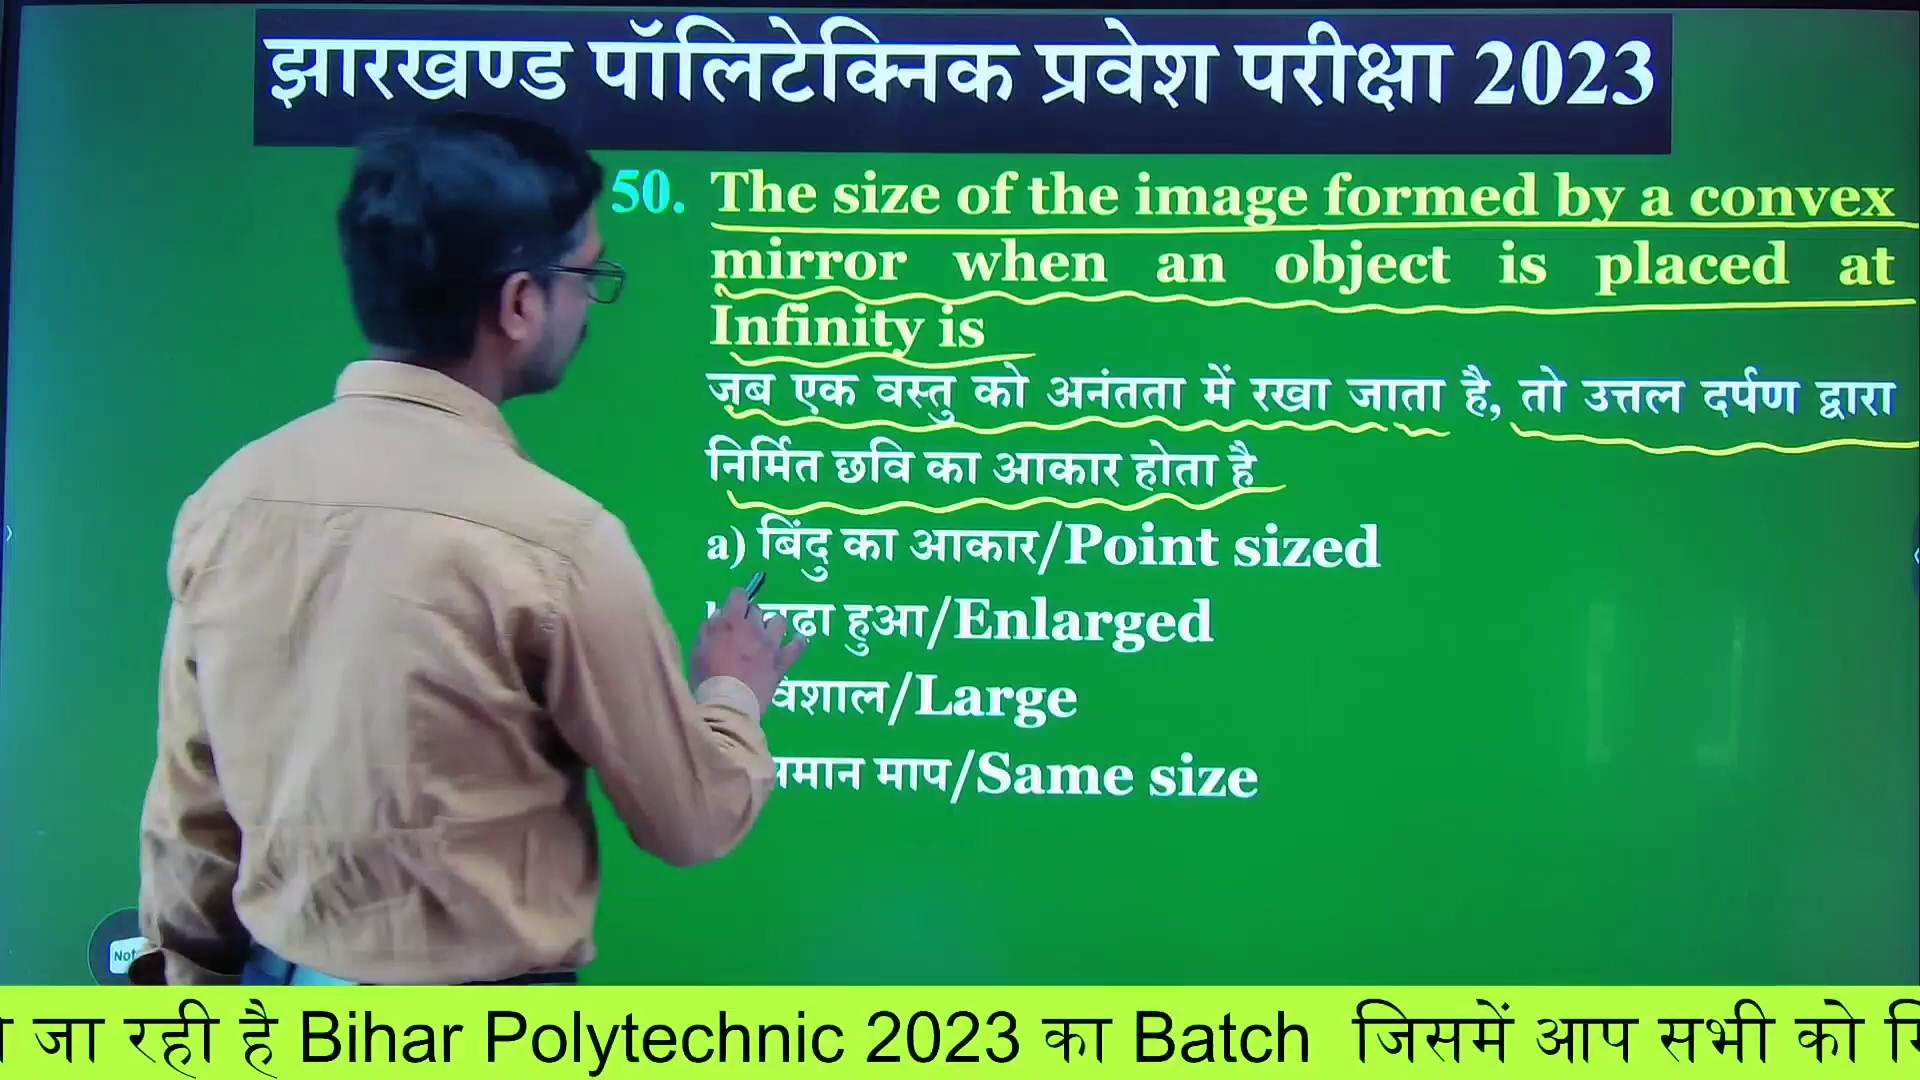 झारखण्ड पॉलिटेक्निक प्रवेश परीक्षा 2023
50. The size of the image formed by a convex
mirror when an object is placed at
Infinity is
जब एक वस्तु को अनंतता में रखा जाता है, तो उत्तल दर्पण द्वारा
निर्मित छवि का आकार होता है
a) बिंदु का आकार/Point sized
हुआ/Enlarged
विशाल/Large
माप/Same size
जा रही है Bihar Polytechnic 2023 का Batch जिसमें आप सभी को